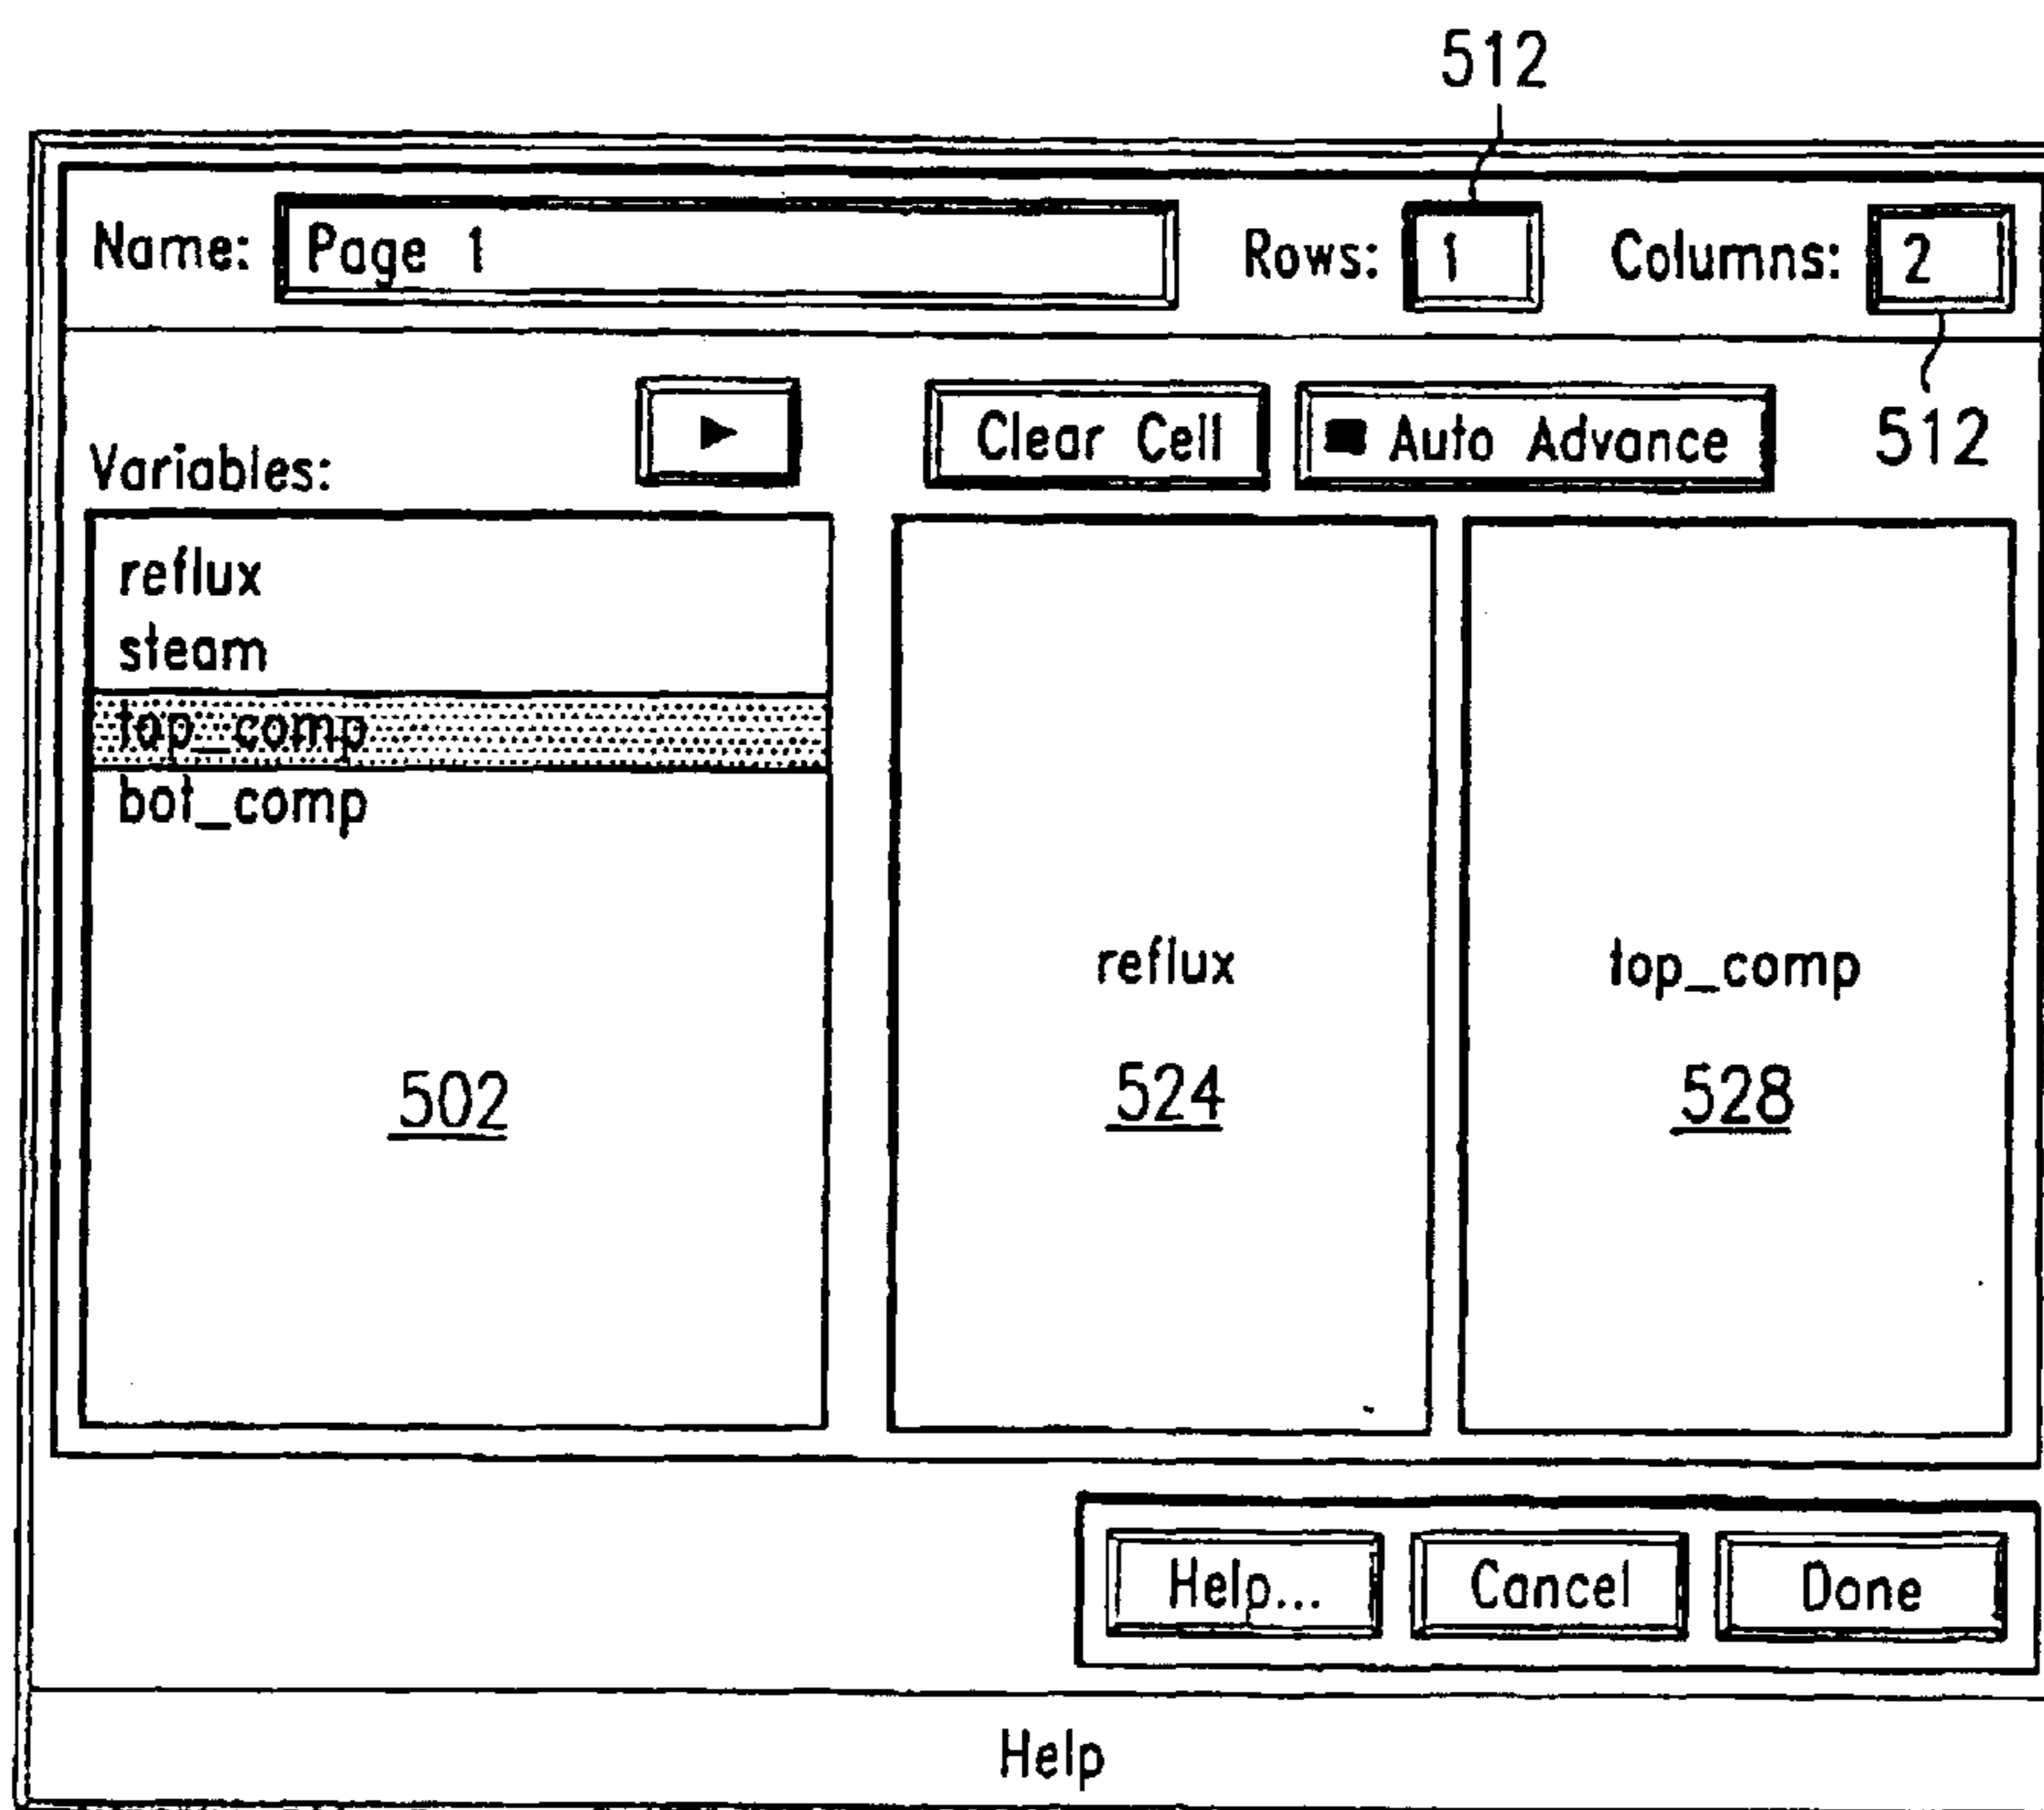 512
Name: Page 1 Rows: 1 Columns: 2
Clear Cell Auto Advance 512
Variables:
reflux
steam
top_comp
bot_comp
reflux top_comp
502 524 528
Help... Cancel Done
Help